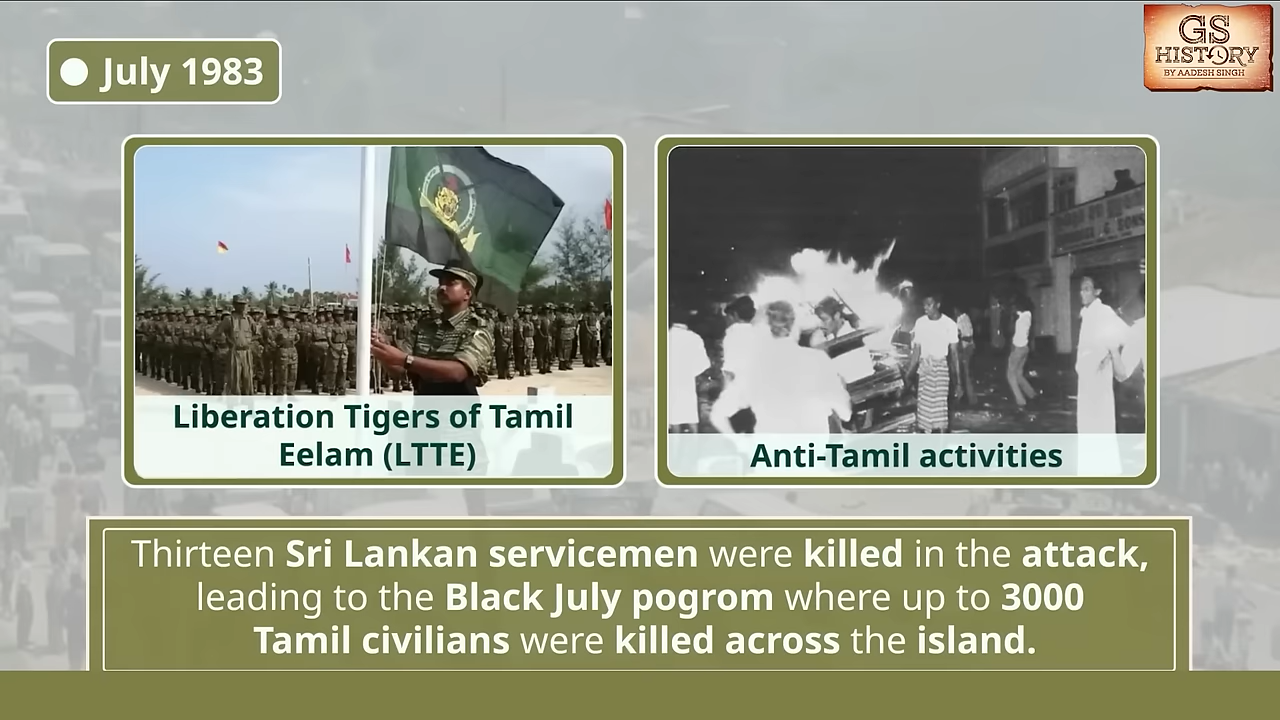 July 1983
GS
HISTORY
BY AADESH SINGH
Liberation Tigers of Tamil
Eelam (LTTE)
Anti-Tamil activities
Thirteen Sri Lankan servicemen were killed in the attack,
leading to the Black July pogrom where up to 3000
Tamil civilians were killed across the island.